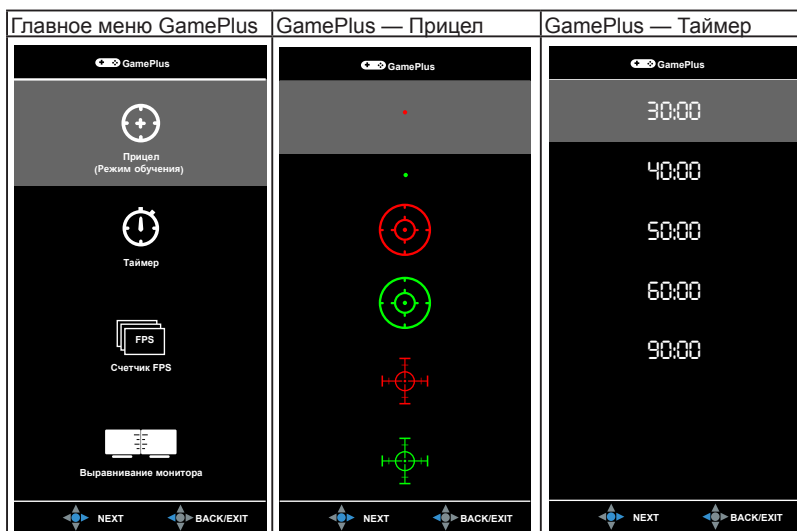 Главное меню GamePlus
GamePlus
Прицел
(Режим обучения)
Таймер
FPS
Счетчик FPS
Выравнивание монитора
NEXT BACK/EXIT
GamePlus — Прицел
GamePlus
NEXT BACK/EXIT
GamePlus — Таймер
GamePlus
30:00
40:00
50:00
60:00
90:00
NEXT BACK/EXIT